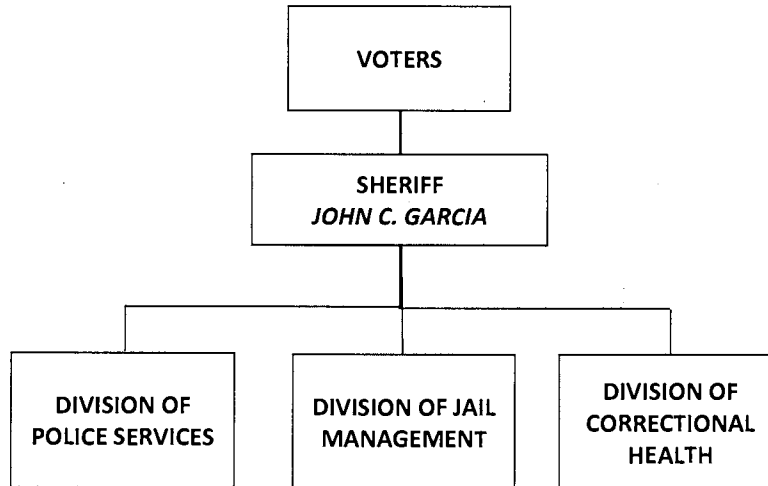 VOTERS
SHERIFF
JOHN C. GARCIA
DIVISION OF
POLICE SERVICES
DIVISION OF JAIL
MANAGEMENT
DIVISION OF
CORRECTIONAL
HEALTH